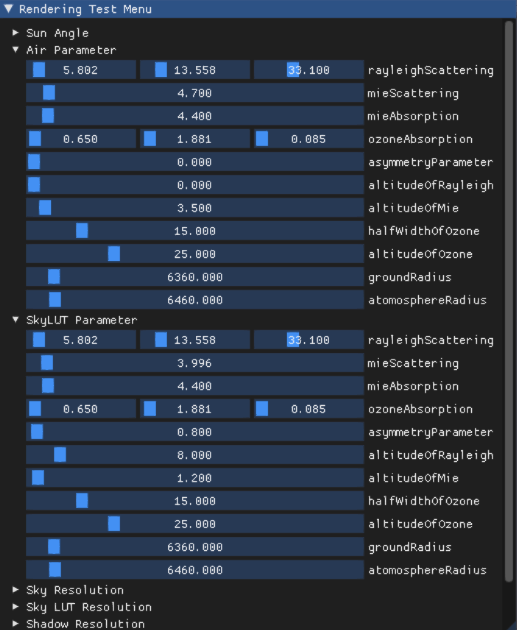 Rendering Test Menu
Sun Angle
Air Parameter
5.802 13.558 33.100 rayleighScattering
4.700 mieScattering
4.400 mieAbsorption
0.650 1.881 0.085 ozoneAbsorption
0.000 asymmetryParameter
0.000 altitudeOfRayleigh
3.500 altitudeOfMie
15.000 halfWidthOfOzone
25.000 altitudeOfOzone
6360.000 groundRadius
6460.000 atomosphereRadius
SkyLUT Parameter
5.802 13.558 33.100 rayleighScattering
3.996 mieScattering
4.400 mieAbsorption
0.650 1.881 0.085 ozoneAbsorption
0.800 asymmetryParameter
8.000 altitudeOfRayleigh
1.200 altitudeOfMie
15.000 halfWidthOfOzone
25.000 altitudeOfOzone
6360.000 groundRadius
6460.000 atomosphereRadius
Sky Resolution
Sky LUT Resolution
Shadow Resolution